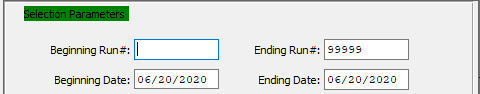 Selection Parameters
Beginning Run#: Ending Run#: 99999
Beginning Date: 06/20/2020 Ending Date: 06/20/2020